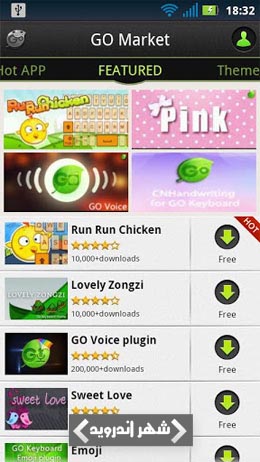 18:32
GO Market
Hot APP
FEATURED
Theme
Run Run Chicken
Pink
GO Voice
CNHandwriting
for GO Keyboard
HOT
Run Run Chicken
10,000+downloads
Free
LOVELY ZONGZI
Lovely Zongzi
10,000+downloads
Free
GO
GO Voice plugin
200,000+downloads
Free
sweet love
Sweet Love
Free
شهر اندروید
GO Keyboard
Emoji plugin
Emoji